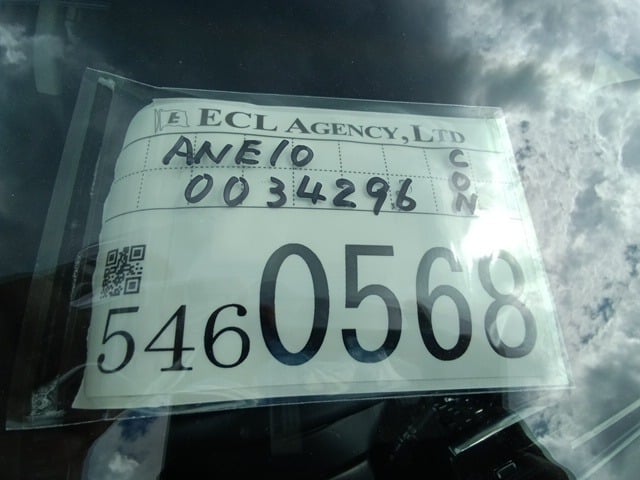 E ECL AGENCY, LTD
ANE10
0034296
CON
5460568